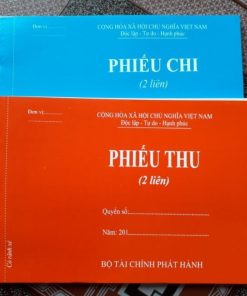 Đơn vị:
CỘNG HÒA XÃ HỘI CHỦ NGHĨA VIỆT NAM
Độc lập - Tự do - Hạnh phúc
PHIẾU CHI
(2 liên)
Đơn vị:
CỘNG HÒA XÃ HỘI CHỦ NGHĨA VIỆT NAM
Độc lập - Tự do - Hạnh phúc
PHIẾU THU
(2 liên)
Quyển số:
Năm: 201
BỘ TÀI CHÍNH PHÁT HÀNH